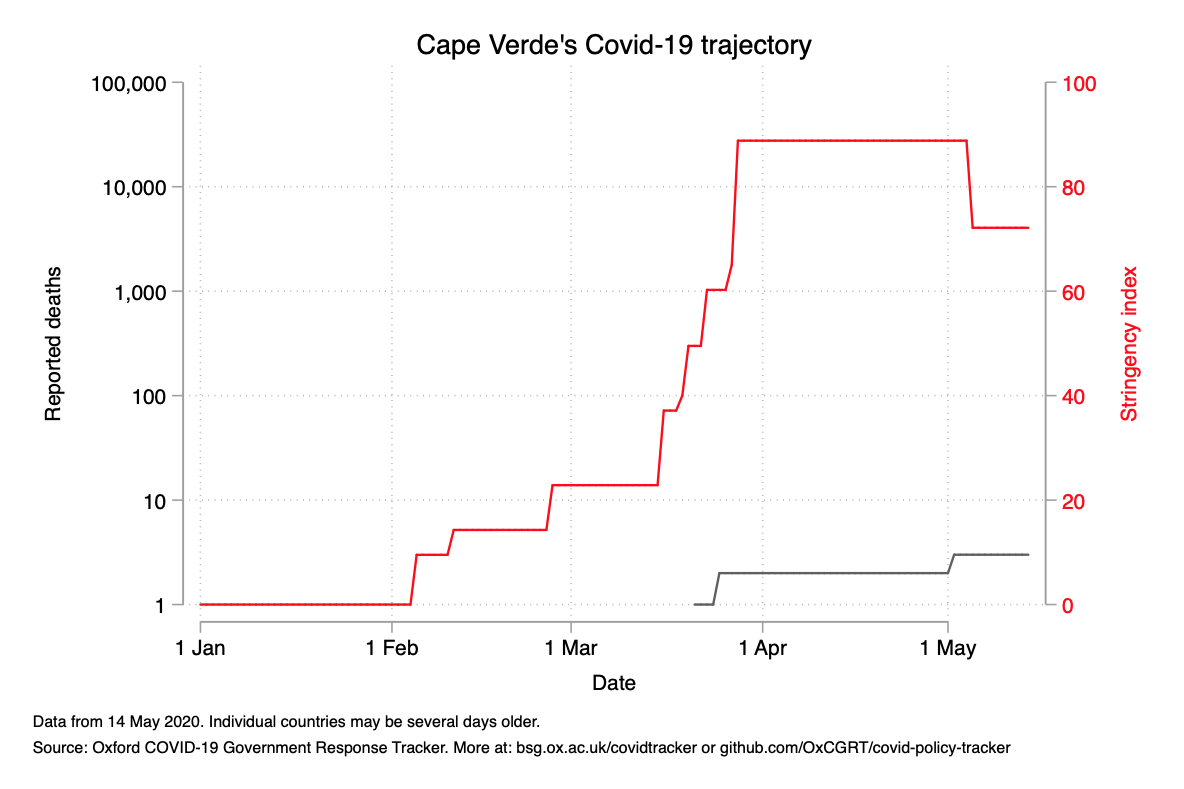 Cape Verde's Covid-19 trajectory
100,000
10,000
1,000
100
10
1
Reported deaths
100
80
60
40
20
0
Stringency index
1 Jan
1 Feb
1 Mar
1 Apr
1 May
Date
Data from 14 May 2020. Individual countries may be several days older.
Source: Oxford COVID-19 Government Response Tracker. More at: bsg.ox.ac.uk/covidtracker or github.com/OxCGRT/covid-policy-tracker